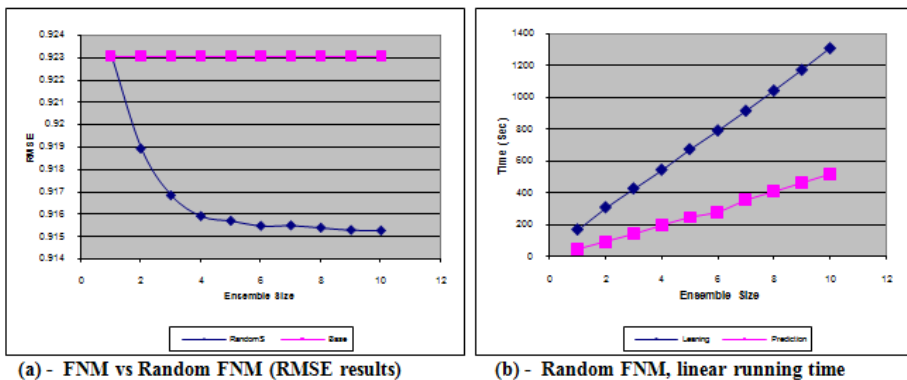 0.924
0.923
0.922
0.921
0.92
0.919
0.918
0.917
0.916
0.915
0.914
RMSE
0 2 4 6 8 10 12
Ensemble Size
RandomS Base
(a) - FNM vs Random FNM (RMSE results)
1400
1200
1000
800
600
400
200
0
Time (Sec)
0 2 4 6 8 10 12
Ensemble Size
Leaning Prediction
(b) - Random FNM, linear running time